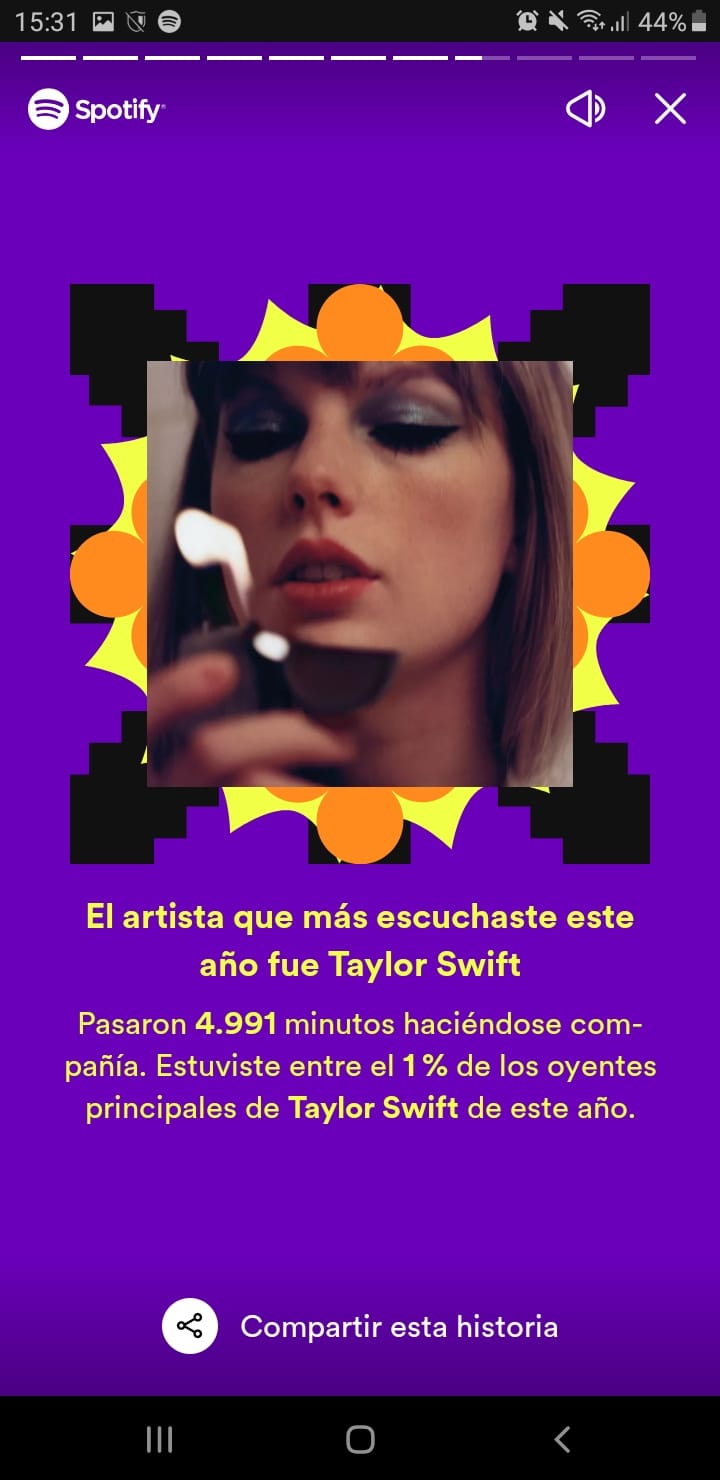 15:31
44%
Spotify
El artista que más escuchaste este
año fue Taylor Swift
Pasaron 4.991 minutos haciéndose com-
pañía. Estuviste entre el 1 % de los oyentes
principales de Taylor Swift de este año.
Compartir esta historia